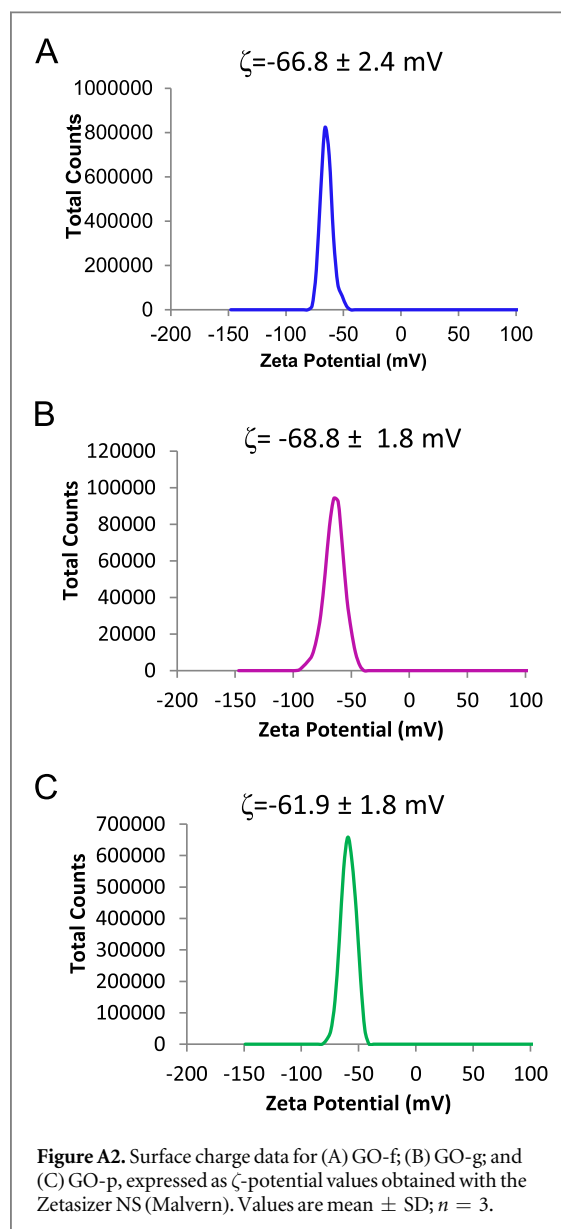 A
ζ=-66.8 ± 2.4 mV
1000000
800000
600000
400000
200000
0
Total Counts
-200 -150 -100 -50 0 50 100
Zeta Potential (mV)
B
ζ= -68.8 ± 1.8 mV
120000
100000
80000
60000
40000
20000
0
Total Counts
-200 -150 -100 -50 0 50 100
Zeta Potential (mV)
C
ζ=-61.9 ± 1.8 mV
700000
600000
500000
400000
300000
200000
100000
0
Total Counts
-200 -150 -100 -50 0 50 100
Zeta Potential (mV)
Figure A2. Surface charge data for (A) GO-f; (B) GO-g; and
(C) GO-p, expressed as ζ-potential values obtained with the
Zetasizer NS (Malvern). Values are mean ± SD; n = 3.